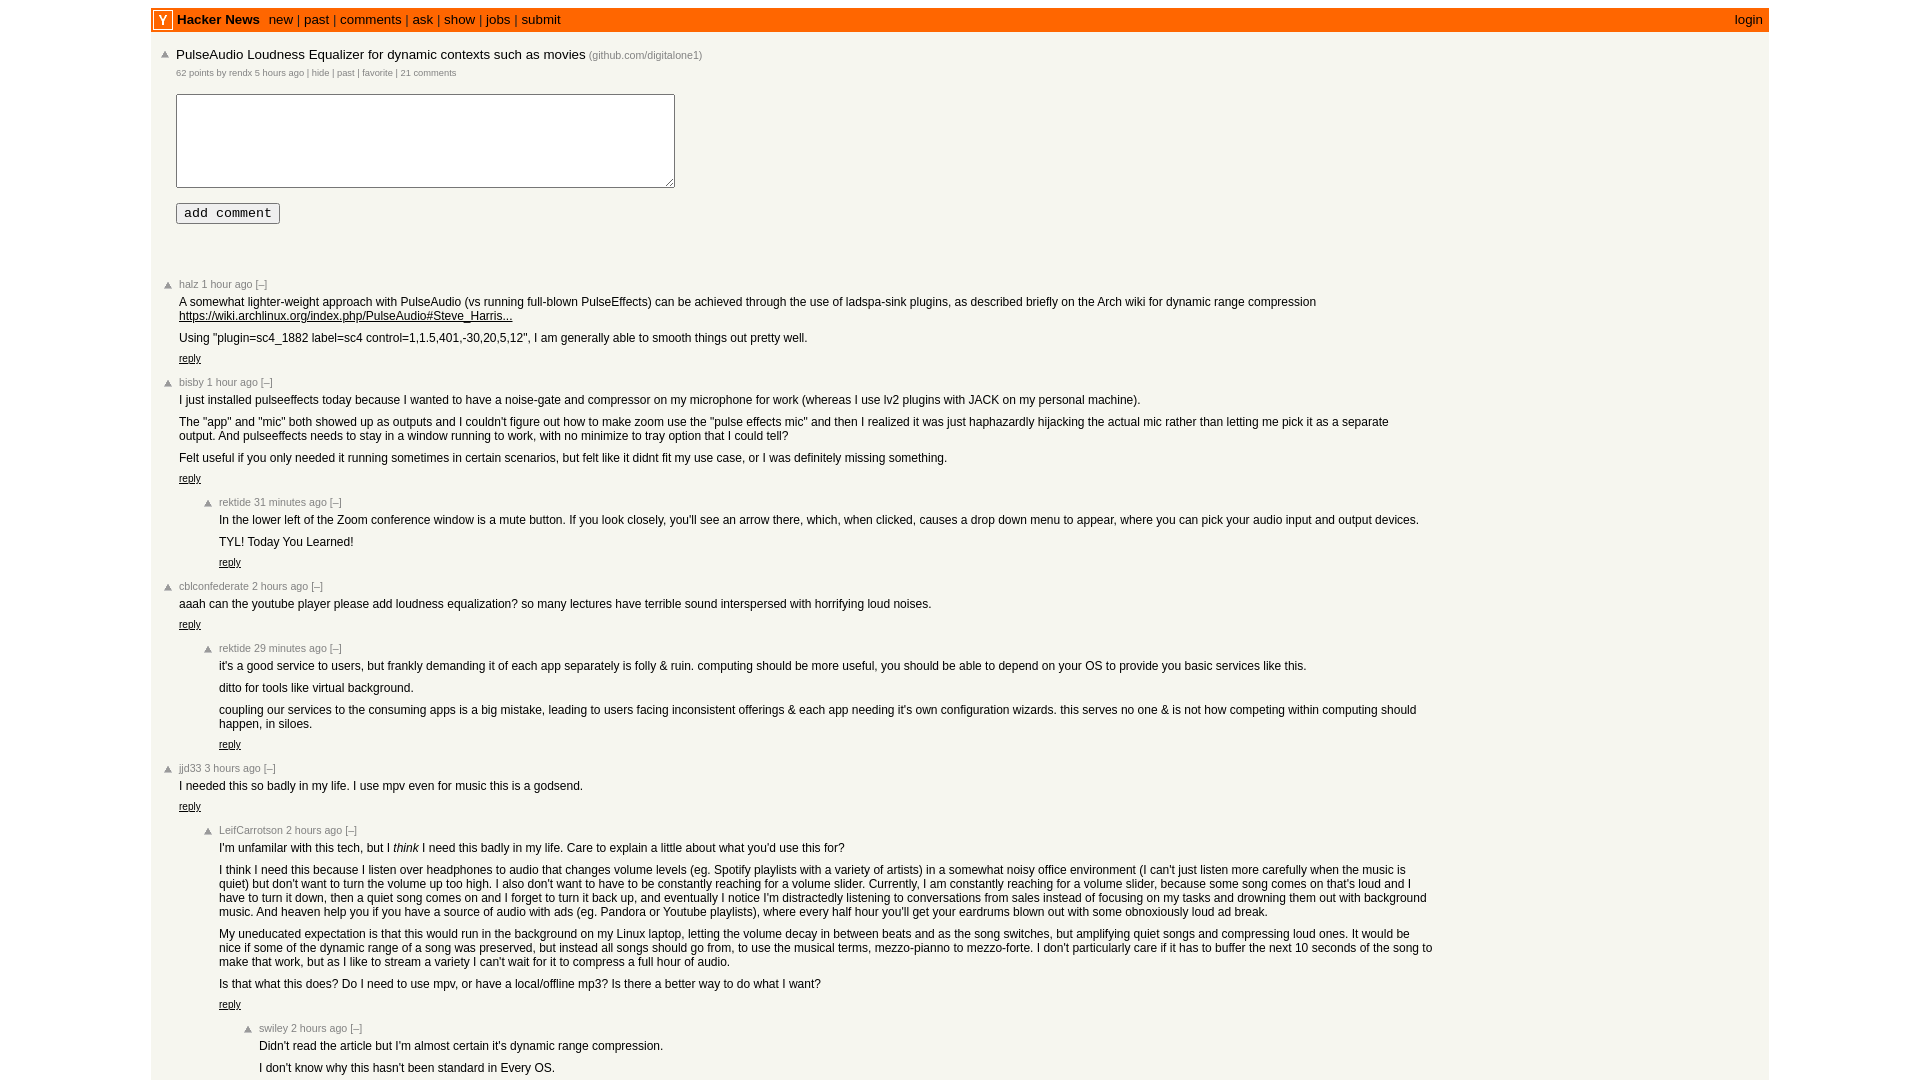 Y Hacker News new | past | comments | ask | show | jobs | submit login
PulseAudio Loudness Equalizer for dynamic contexts such as movies (github.com/digitalone1)
62 points by rendx 5 hours ago | hide | past | favorite | 21 comments
add comment
halz 1 hour ago [–]
A somewhat lighter-weight approach with PulseAudio (vs running full-blown PulseEffects) can be achieved through the use of ladspa-sink plugins, as described briefly on the Arch wiki for dynamic range compression
https://wiki.archlinux.org/index.php/PulseAudio#Steve_Harris...
Using "plugin=sc4_1882 label=sc4 control=1,1.5,401,-30,20,5,12", I am generally able to smooth things out pretty well.
reply
bisby 1 hour ago [–]
I just installed pulseeffects today because I wanted to have a noise-gate and compressor on my microphone for work (whereas I use lv2 plugins with JACK on my personal machine).
The "app" and "mic" both showed up as outputs and I couldn't figure out how to make zoom use the "pulse effects mic" and then I realized it was just haphazardly hijacking the actual mic rather than letting me pick it as a separate
output. And pulseeffects needs to stay in a window running to work, with no minimize to tray option that I could tell?
Felt useful if you only needed it running sometimes in certain scenarios, but felt like it didnt fit my use case, or I was definitely missing something.
reply
rektide 31 minutes ago [–]
In the lower left of the Zoom conference window is a mute button. If you look closely, you'll see an arrow there, which, when clicked, causes a drop down menu to appear, where you can pick your audio input and output devices.
TYL! Today You Learned!
reply
cblconfederate 2 hours ago [–]
aaah can the youtube player please add loudness equalization? so many lectures have terrible sound interspersed with horrifying loud noises.
reply
rektide 29 minutes ago [–]
it's a good service to users, but frankly demanding it of each app separately is folly & ruin. computing should be more useful, you should be able to depend on your OS to provide you basic services like this.
ditto for tools like virtual background.
coupling our services to the consuming apps is a big mistake, leading to users facing inconsistent offerings & each app needing it's own configuration wizards. this serves no one & is not how competing within computing should
happen, in siloes.
reply
jjd33 3 hours ago [–]
I needed this so badly in my life. I use mpv even for music this is a godsend.
reply
LeifCarrotson 2 hours ago [–]
I'm unfamilar with this tech, but I think I need this badly in my life. Care to explain a little about what you'd use this for?
I think I need this because I listen over headphones to audio that changes volume levels (eg. Spotify playlists with a variety of artists) in a somewhat noisy office environment (I can't just listen more carefully when the music is
quiet) but don't want to turn the volume up too high. I also don't want to have to be constantly reaching for a volume slider. Currently, I am constantly reaching for a volume slider, because some song comes on that's loud and I
have to turn it down, then a quiet song comes on and I forget to turn it back up, and eventually I notice I'm distractedly listening to conversations from sales instead of focusing on my tasks and drowning them out with background
music. And heaven help you if you have a source of audio with ads (eg. Pandora or Youtube playlists), where every half hour you'll get your eardrums blown out with some obnoxiously loud ad break.
My uneducated expectation is that this would run in the background on my Linux laptop, letting the volume decay in between beats and as the song switches, but amplifying quiet songs and compressing loud ones. It would be
nice if some of the dynamic range of a song was preserved, but instead all songs should go from, to use the musical terms, mezzo-pianno to mezzo-forte. I don't particularly care if it has to buffer the next 10 seconds of the song to
make that work, but as I like to stream a variety I can't wait for it to compress a full hour of audio.
Is that what this does? Do I need to use mpv, or have a local/offline mp3? Is there a better way to do what I want?
reply
swiley 2 hours ago [–]
Didn't read the article but I'm almost certain it's dynamic range compression.
I don't know why this hasn't been standard in Every OS.